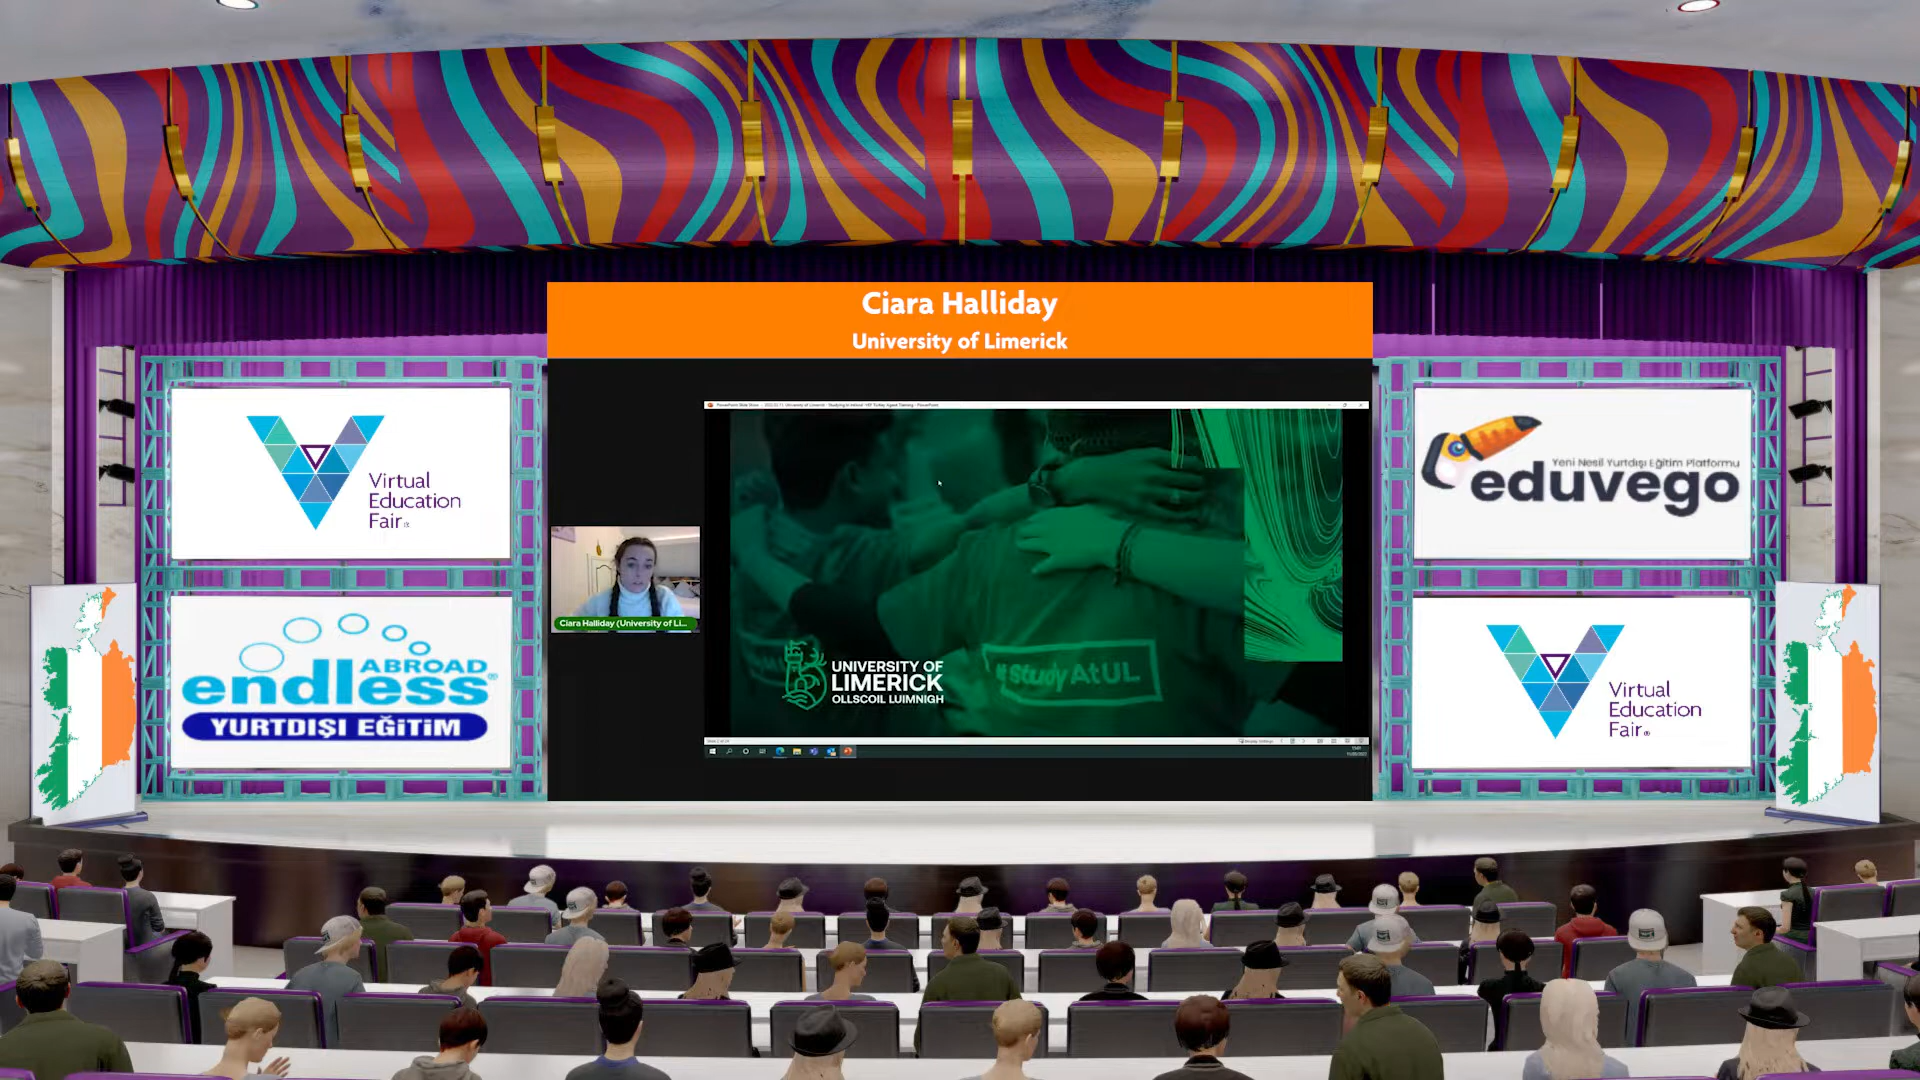 Ciara Halliday
University of Limerick
Virtual
Education
Fair
ABROAD
endless®
YURTDIŞI EĞİTİM
Ciara Halliday (University of Li...
#StudyAtUL
UNIVERSITY OF
LIMERICK
OLLSCOIL LUIMNIGH
Yeni Nesil Yurtdışı Eğitim Platformu
eduvego
Virtual
Education
Fair®